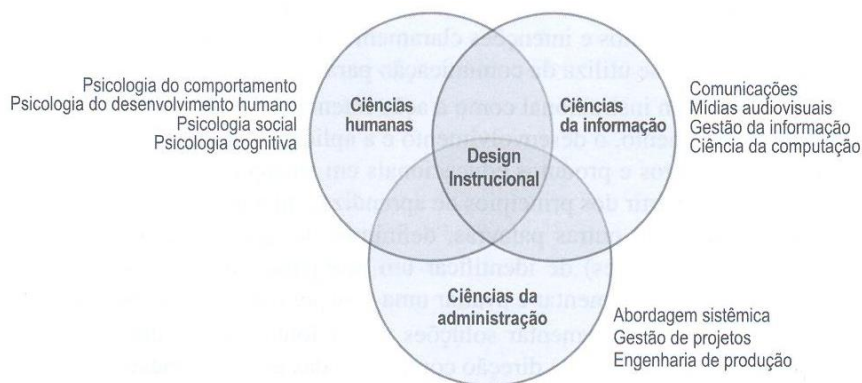 Psicologia do comportamento
Psicologia do desenvolvimento humano
Psicologia social
Psicologia cognitiva
Ciências
humanas
Ciências
da informação
Comunicações
Mídias audiovisuais
Gestão da informação
Ciência da computação
Design
Instrucional
Ciências da
administração
Abordagem sistêmica
Gestão de projetos
Engenharia de produção